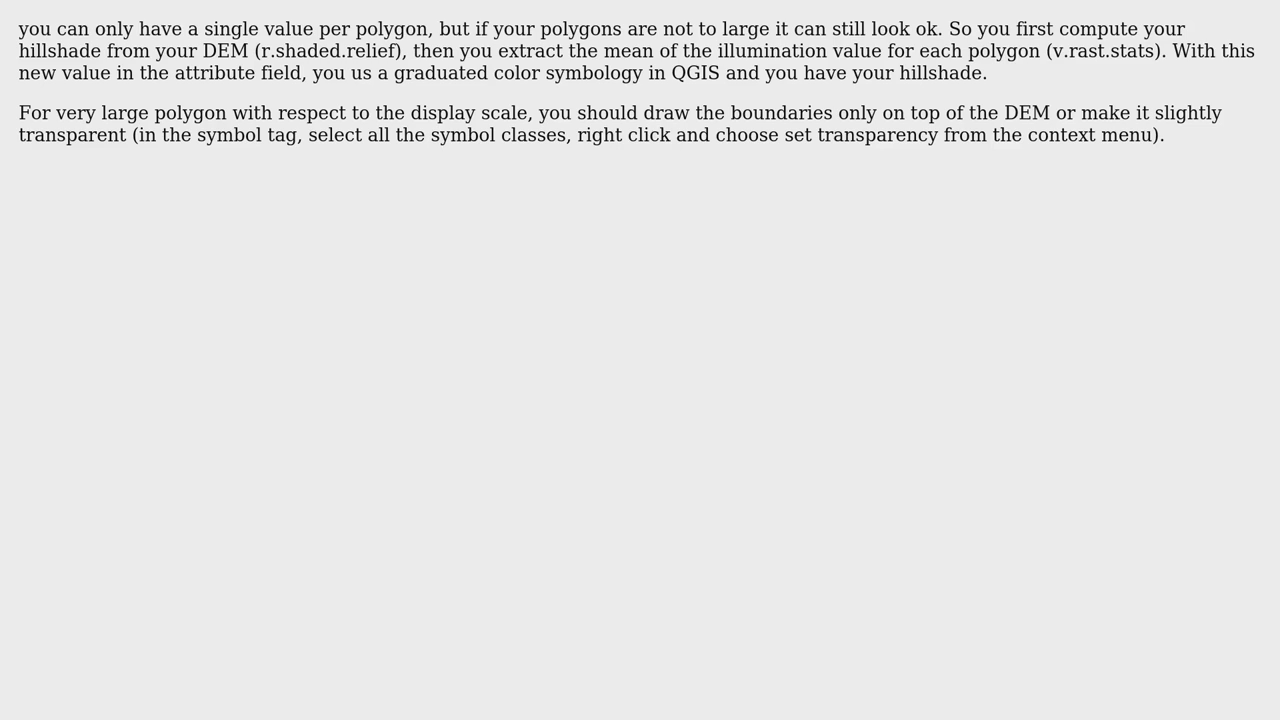 you can only have a single value per polygon, but if your polygons are not to large it can still look ok. So you first compute your
hillshade from your DEM (r.shaded.relief), then you extract the mean of the illumination value for each polygon (v.rast.stats). With this
new value in the attribute field, you us a graduated color symbology in QGIS and you have your hillshade.
For very large polygon with respect to the display scale, you should draw the boundaries only on top of the DEM or make it slightly
transparent (in the symbol tag, select all the symbol classes, right click and choose set transparency from the context menu).